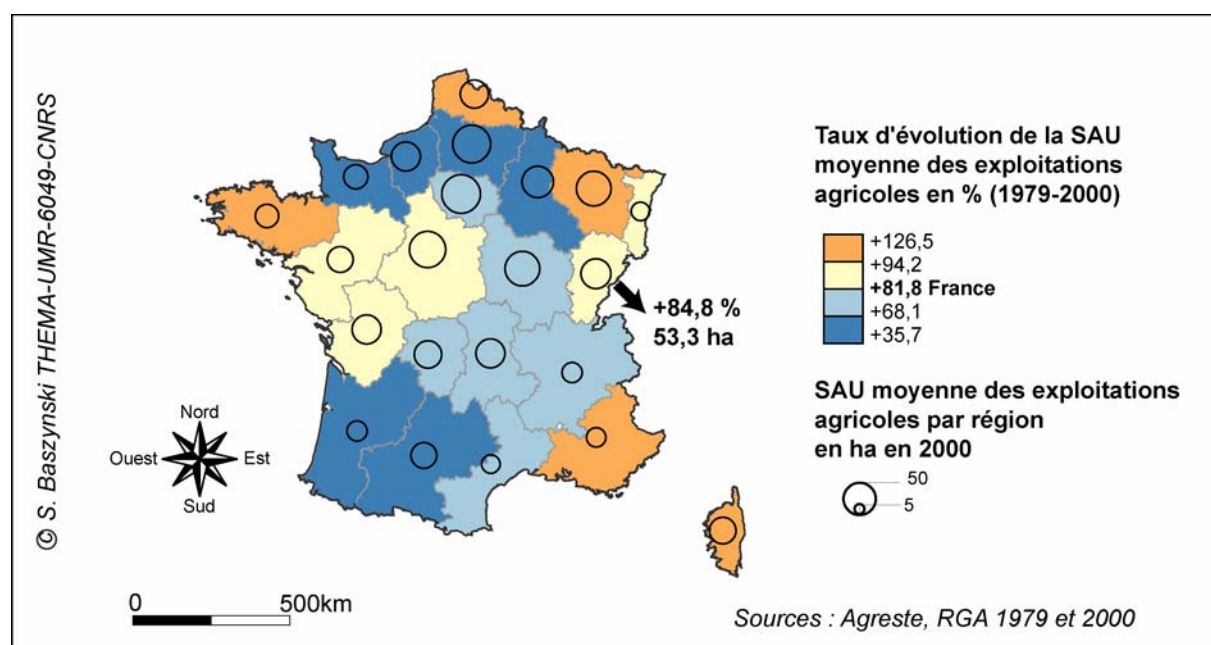 © S. Baszynski THEMA-UMR-6049-CNRS
Taux d'évolution de la SAU
moyenne des exploitations
agricoles en % (1979-2000)
+126,5
+94,2
+81,8 France
+68,1
+35,7
+84,8 %
53,3 ha
SAU moyenne des exploitations
agricoles par région
en ha en 2000
50
5
Nord
Ouest
Est
Sud
0
500km
Sources : Agreste, RGA 1979 et 2000